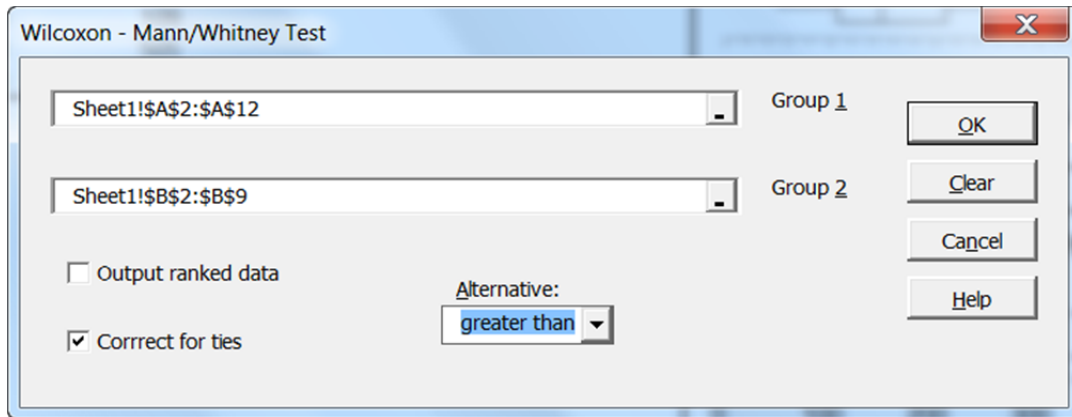 Wilcoxon - Mann/Whitney Test
Sheet1!$A$2:$A$12
Group 1
OK
Sheet1!$B$2:$B$9
Group 2
Clear
Cancel
Output ranked data
Alternative:
Help
greater than
Corrrect for ties